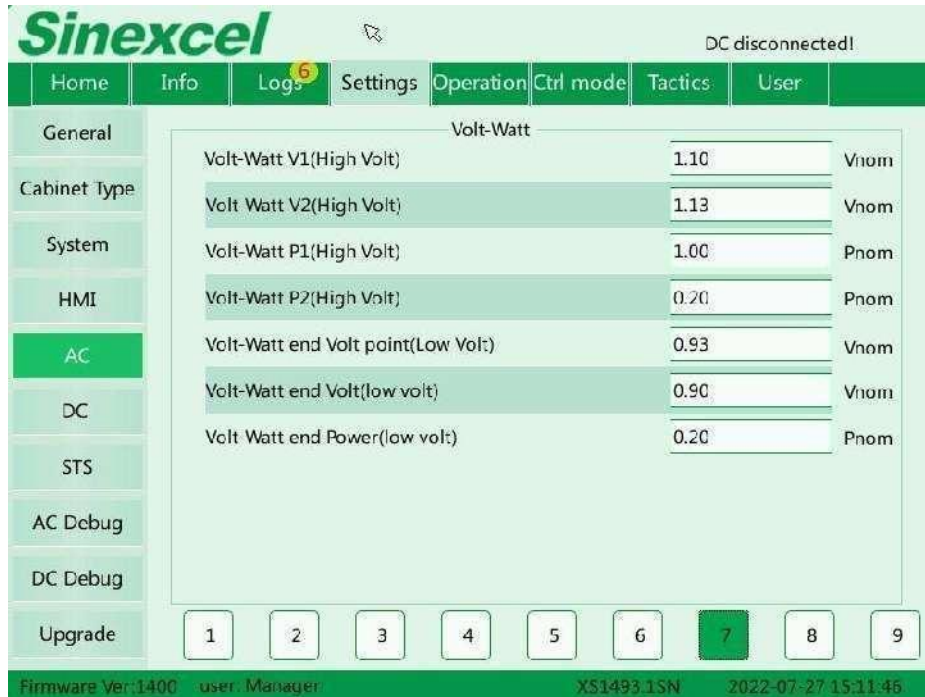 Sinexcel
DC disconnected!
Home Info Logs 6 Settings Operation Ctrl mode Tactics User
General
Cabinet Type
System
HMI
AC
DC
STS
AC Debug
DC Debug
Upgrade
Volt-Watt
Volt-Watt V1(High Volt) 1.10 Vnom
Volt Watt V2(High Volt) 1.13 Vnom
Volt-Watt P1(High Volt) 1.00 Pnom
Volt-Watt P2(High Volt) 0.20 Pnom
Volt-Watt end Volt point(Low Volt) 0.93 Vnom
Volt-Watt end Volt(low volt) 0.90 Vnom
Volt Watt end Power(low volt) 0.20 Pnom
1 2 3 4 5 6 7 8 9
Firmware Ver:1400 user: Manager XS1493.1SN 2022-07-27 15:11:46